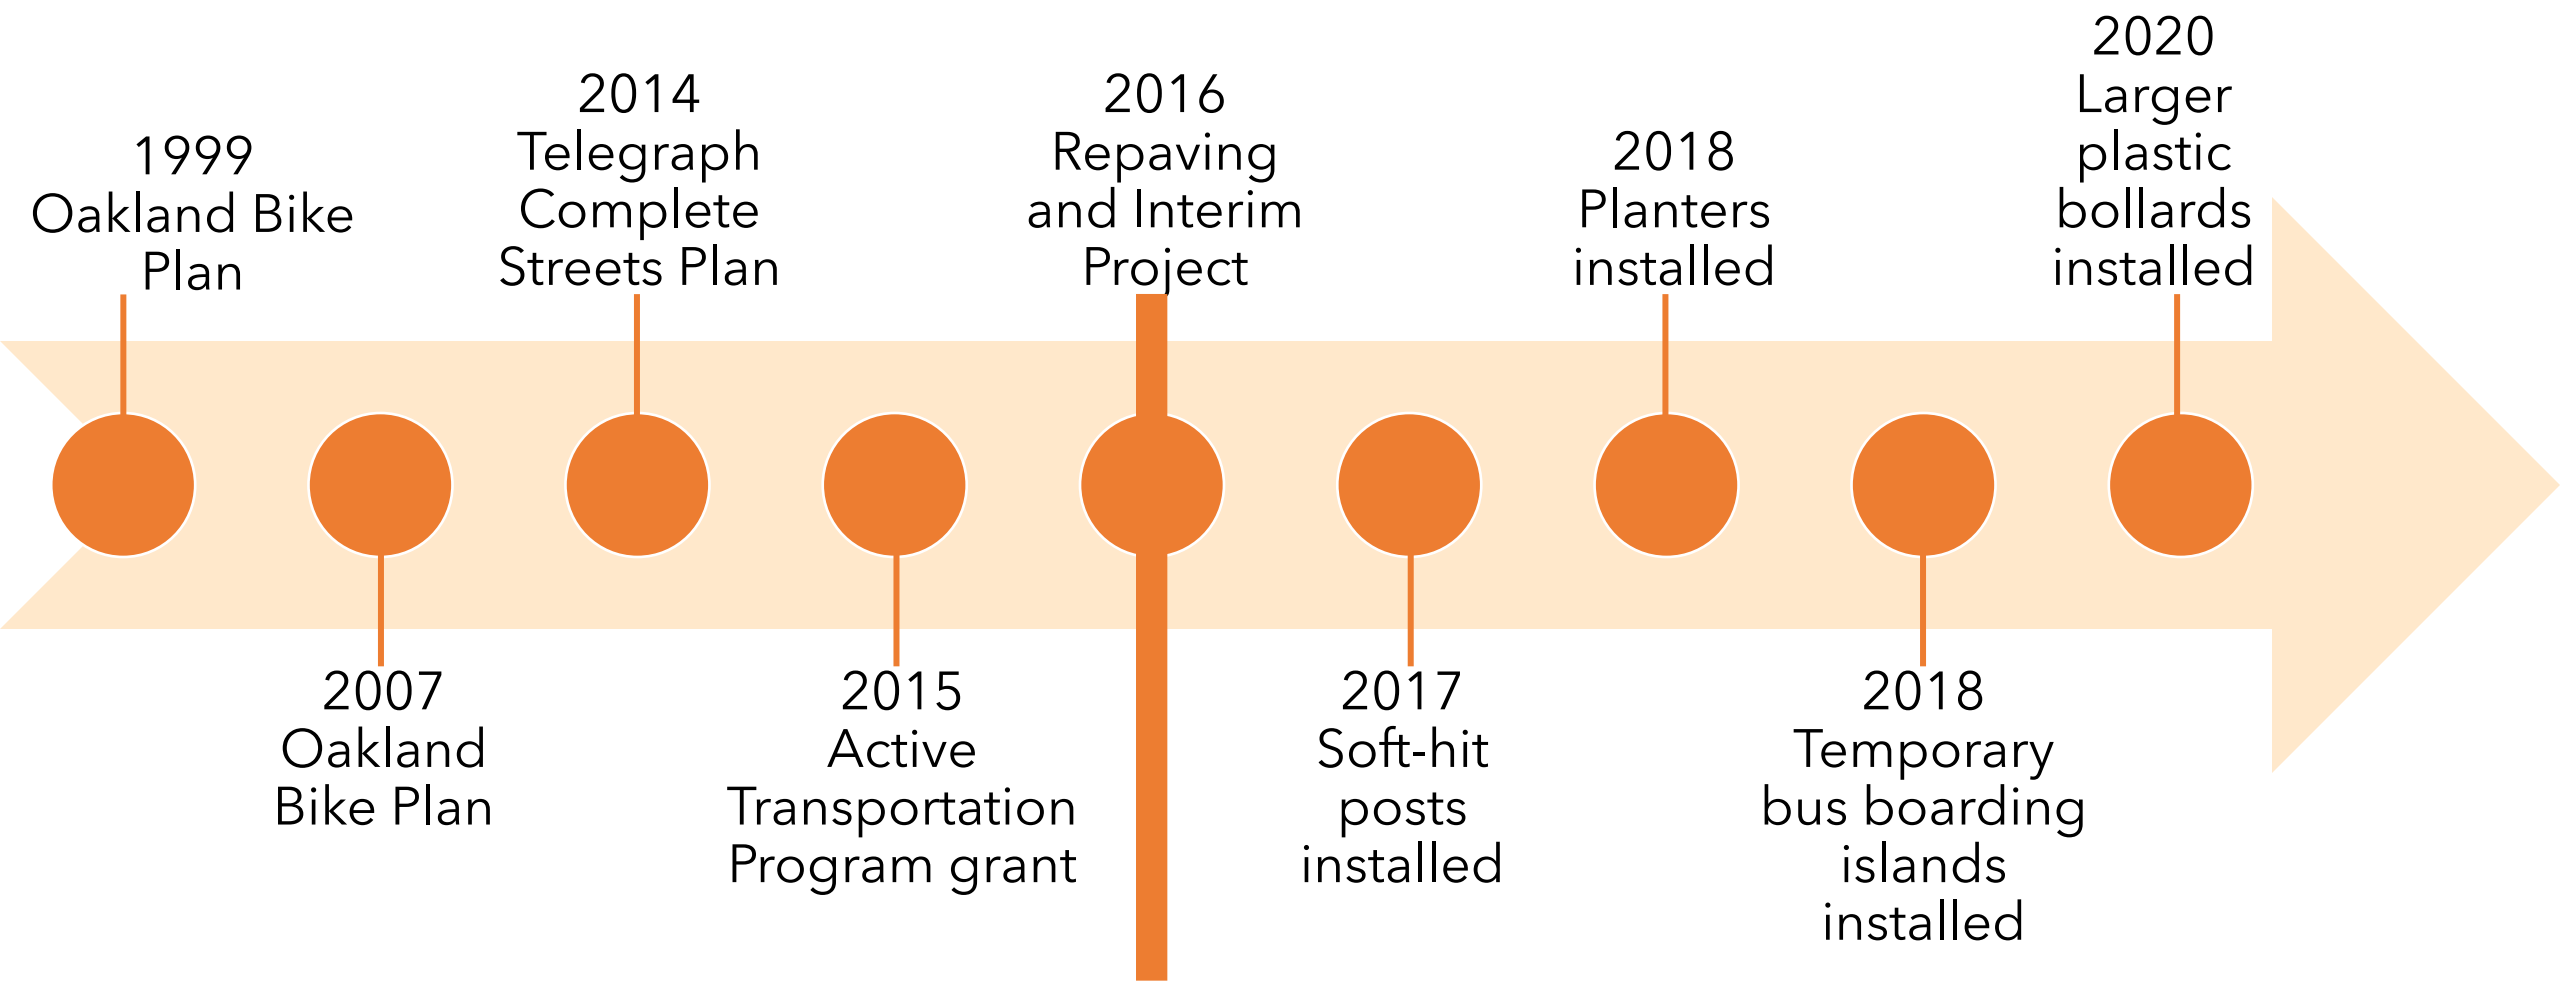 1999
Oakland Bike
Plan
2007
Oakland
Bike Plan
2014
Telegraph
Complete
Streets Plan
2015
Active
Transportation
Program grant
2016
Repaving
and Interim
Project
2017
Soft-hit
posts
installed
2018
Planters
installed
2018
Temporary
bus boarding
islands
installed
2020
Larger
plastic
bollards
installed